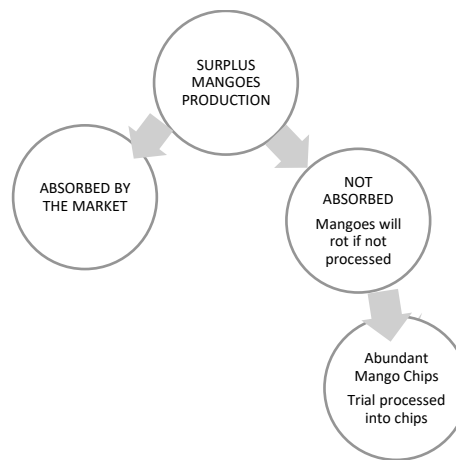 SURPLUS
MANGOES
PRODUCTION
ABSORBED BY
THE MARKET
NOT
ABSORBED
Mangoes will
rot if not
processed
Abundant
Mango Chips
Trial processed
into chips